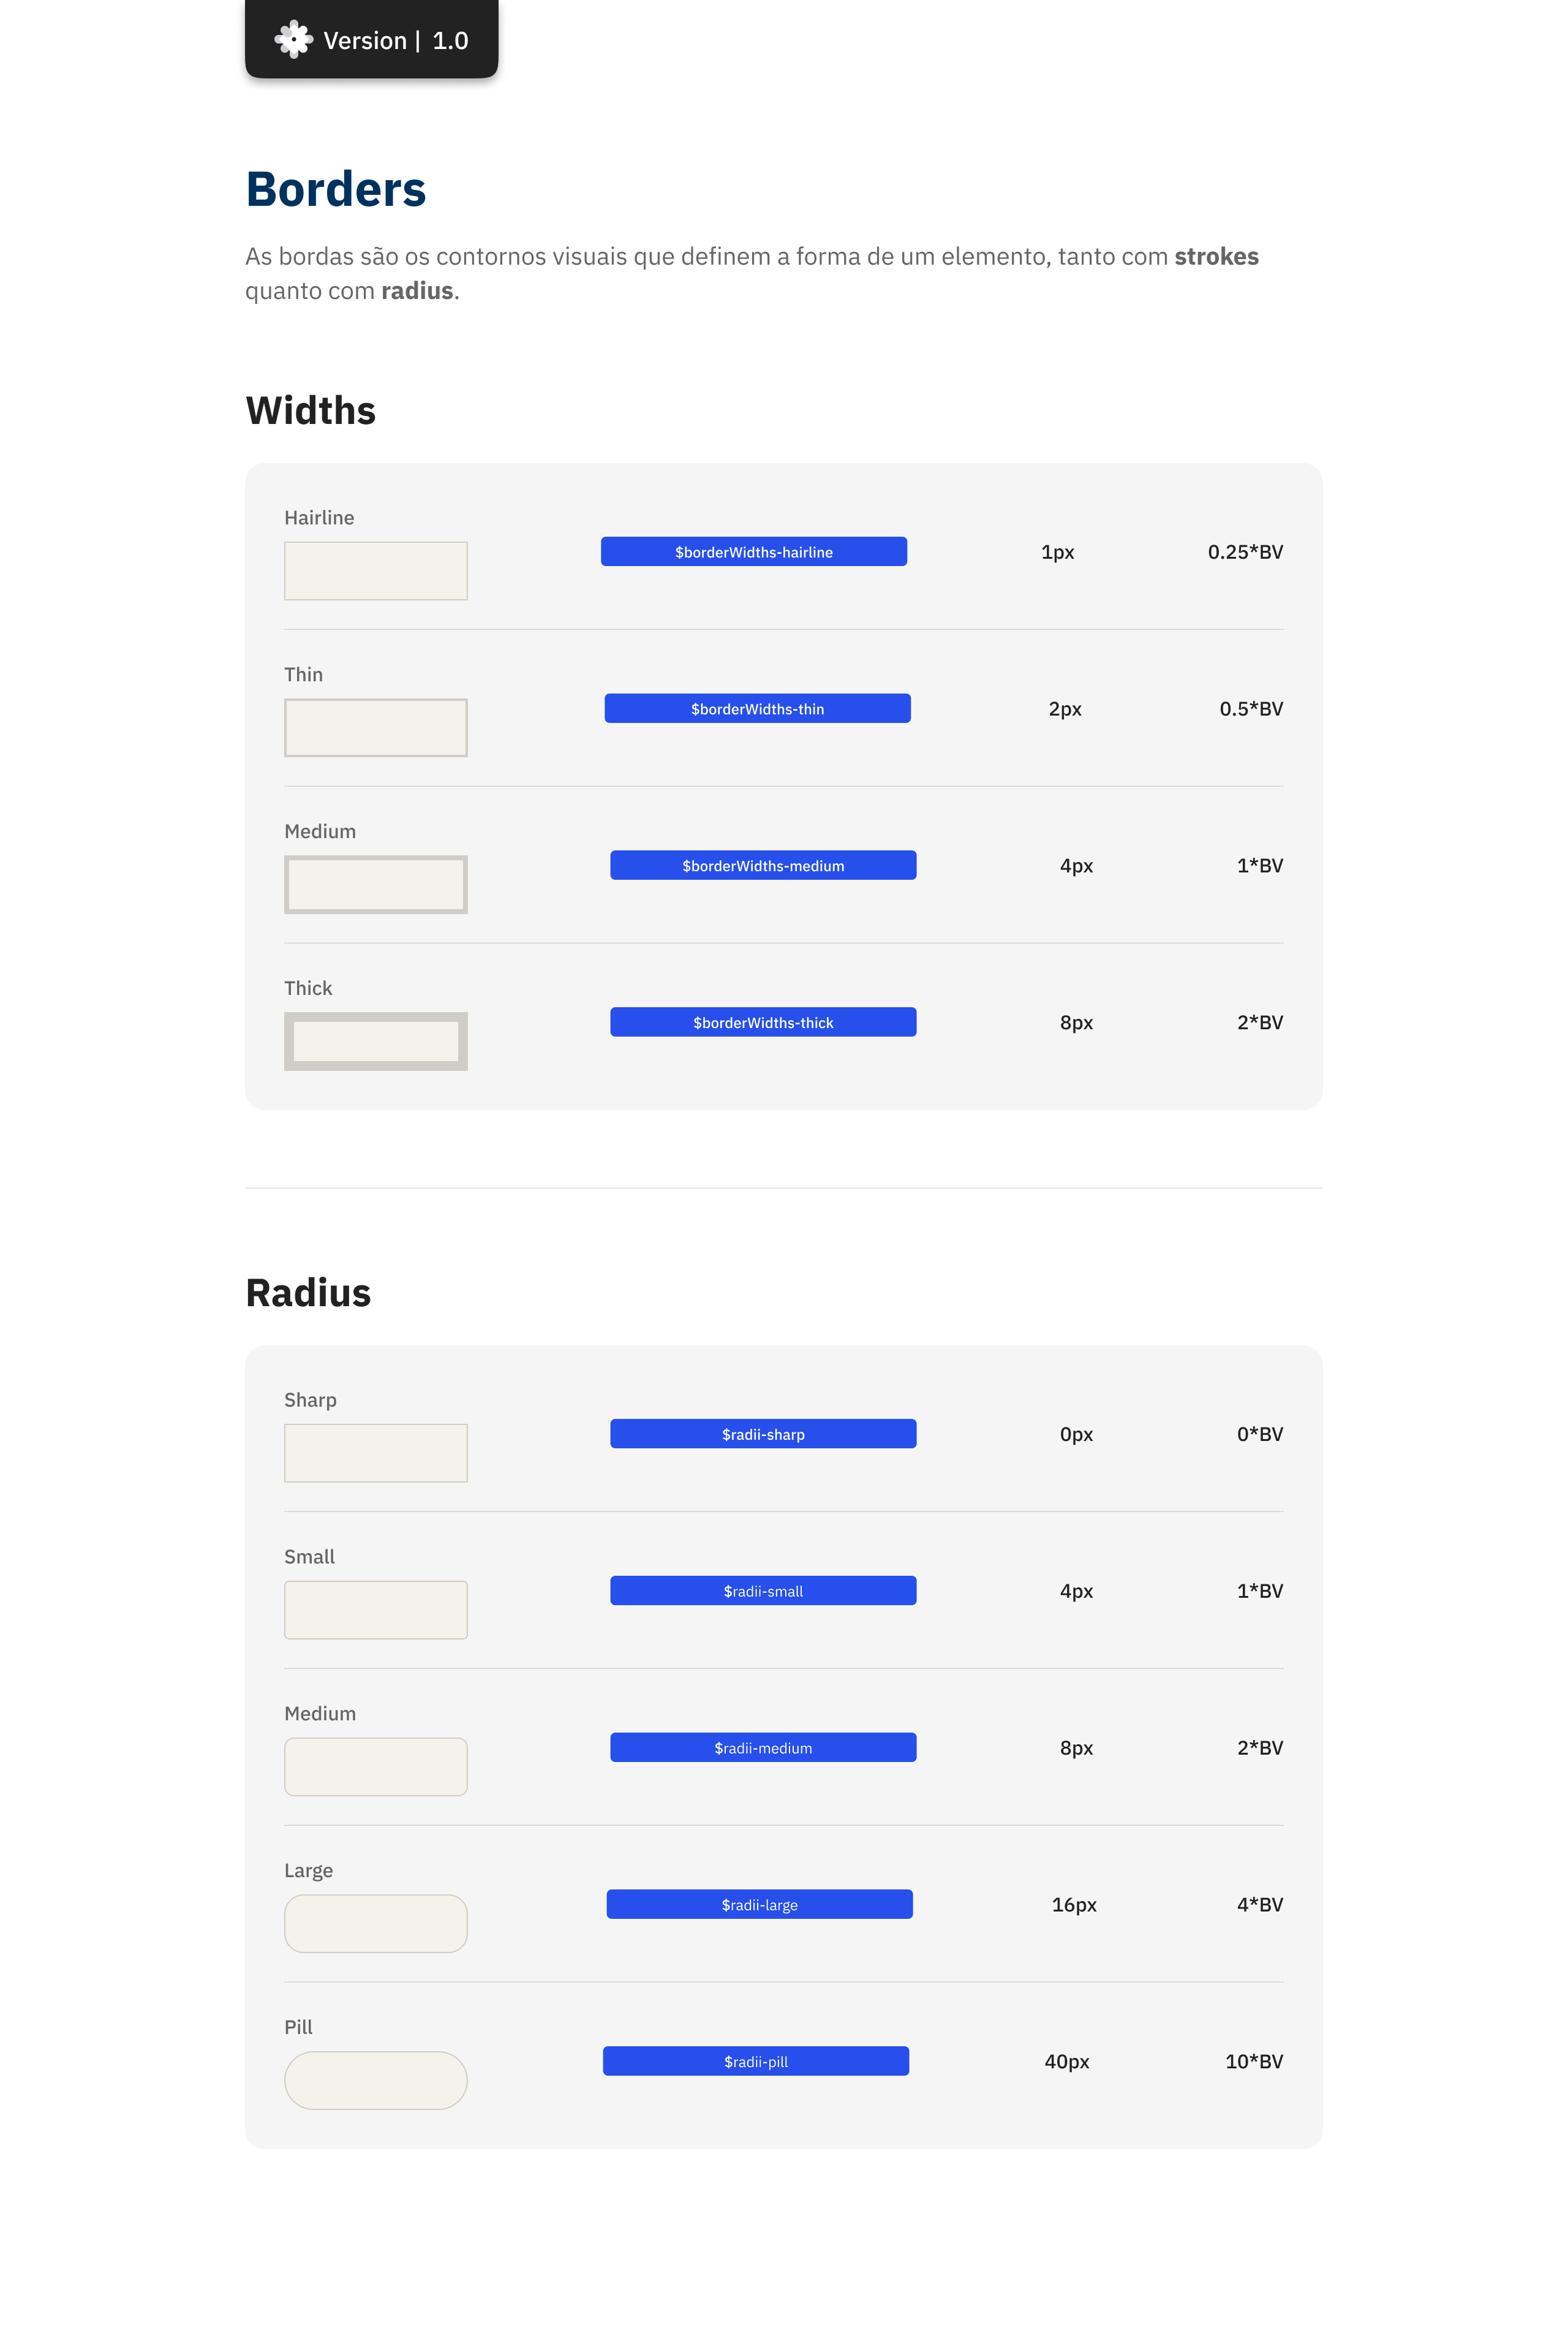 Version | 1.0
Borders
As bordas são os contornos visuais que definem a forma de um elemento, tanto com strokes
quanto com radius.
Widths
Hairline
$borderWidths-hairline 1px 0.25*BV
Thin
$borderWidths-thin 2px 0.5*BV
Medium
$borderWidths-medium 4px 1*BV
Thick
$borderWidths-thick 8px 2*BV
Radius
Sharp
$radii-sharp 0px 0*BV
Small
$radii-small 4px 1*BV
Medium
$radii-medium 8px 2*BV
Large
$radii-large 16px 4*BV
Pill
$radii-pill 40px 10*BV